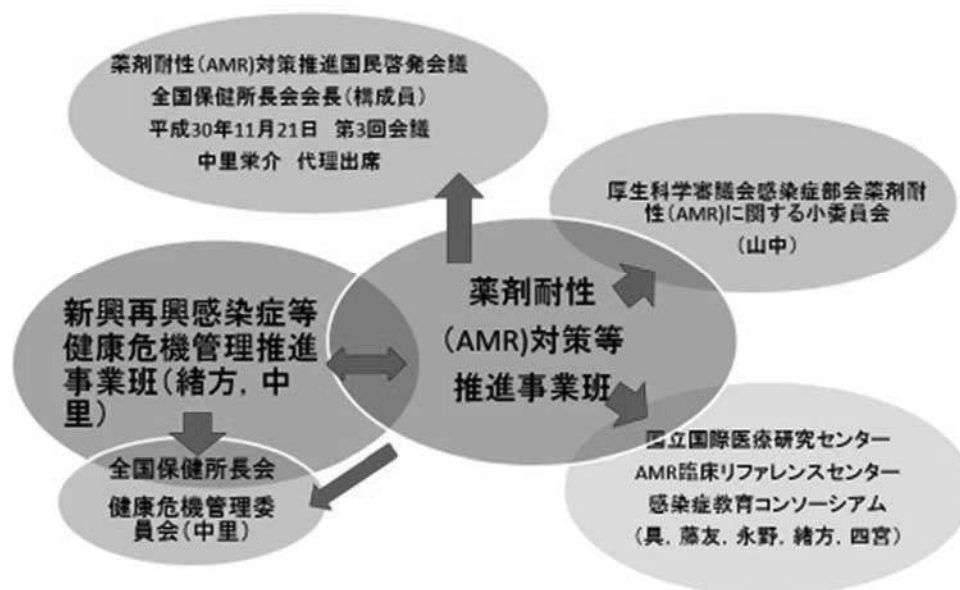 薬剤耐性(AMR)対策推進国民啓発会議
全国保健所長会会長(構成員)
平成30年11月21日 第3回会議
中里栄介 代理出席
厚生科学審議会感染症部会薬剤耐
性(AMR)に関する小委員会
(山中)
薬剤耐性
(AMR)対策等
推進事業班
新興再興感染症等
健康危機管理推進
事業班(緒方, 中
里)
全国保健所長会
健康危機管理委
員会(中里)
国立国際医療研究センター
AMR臨床リファレンスセンター
感染症教育コンソーシアム
(具, 藤友, 永野, 緒方, 四宮)